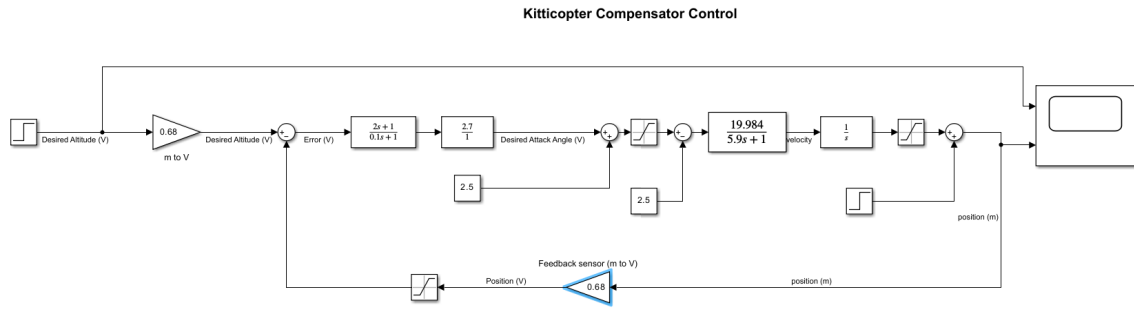 Kitticopter Compensator Control
Desired Altitude (V)
0.68
m to V
Desired Altitude (V)
+
−
Error (V)
2s + 1
0.1s + 1
2.7
1
Desired Attack Angle (V)
+
+
2.5
+
−
2.5
19.984
5.9s + 1
velocity
1
s
+
+
position (m)
Feedback sensor (m to V)
Position (V)
0.68
position (m)